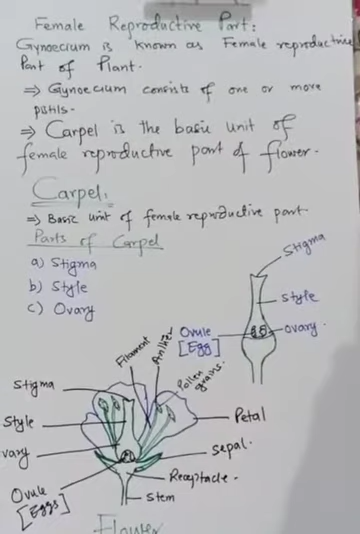 Female Reproductive Part:
Gynoecium is known as Female reproductive
Part of Plant.
⇒ Gynoecium consists of one or more
pistils.
⇒ Carpel is the basic unit of
female reproductive part of flower.
Carpel:
⇒ Basic unit of female reproductive part.
Parts of Carpel
a) Stigma
b) Style
c) Ovary
Stigma
Style
Ovule
[Egg]
Ovary.
Filament
Anther
Pollen
grains.
Stigma
Style
vary
Ovule
[Eggs]
Petal
Sepal.
Receptacle.
Stem
Flower